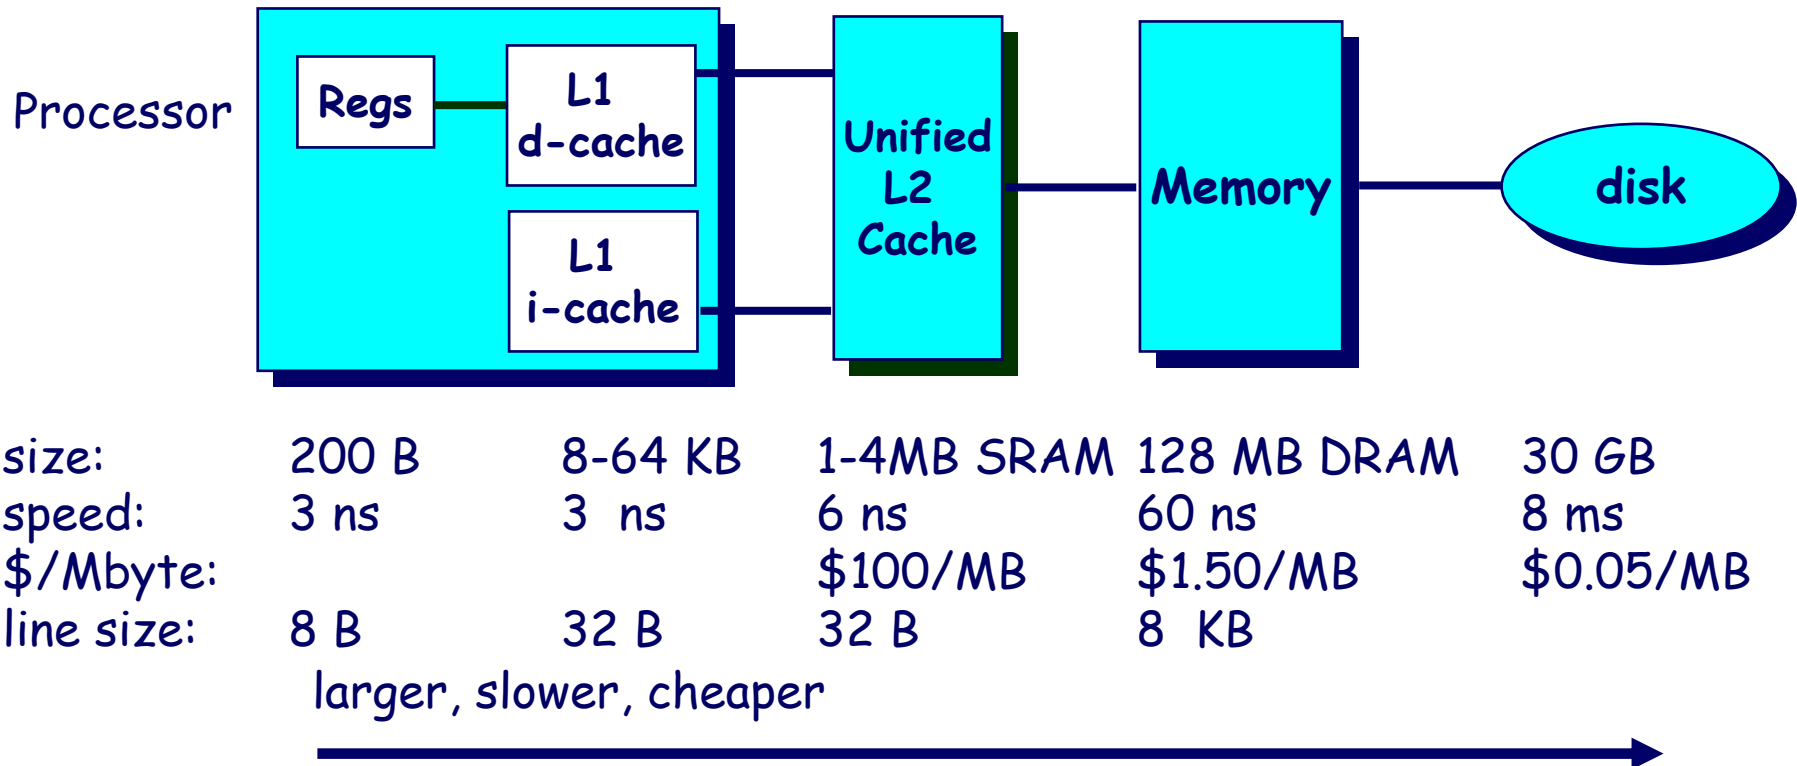 Processor
Regs
L1
d-cache
L1
i-cache
Unified
L2
Cache
Memory
disk
size: 200 B 8-64 KB 1-4MB SRAM 128 MB DRAM 30 GB
speed: 3 ns 3 ns 6 ns 60 ns 8 ms
$/Mbyte: $100/MB $1.50/MB $0.05/MB
line size: 8 B 32 B 32 B 8 KB
larger, slower, cheaper